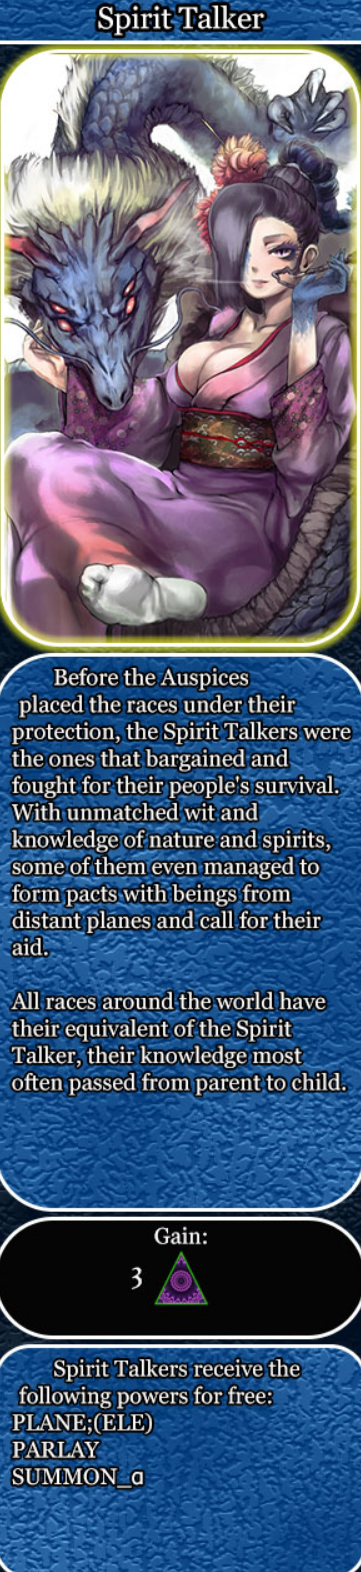 Spirit Talker
Before the Auspices
placed the races under their
protection, the Spirit Talkers were
the ones that bargained and
fought for their people's survival.
With unmatched wit and
knowledge of nature and spirits,
some of them even managed to
form pacts with beings from
distant planes and call for their
aid.
All races around the world have
their equivalent of the Spirit
Talker, their knowledge most
often passed from parent to child.
Gain:
3
Spirit Talkers receive the
following powers for free:
PLANE;(ELE)
PARLAY
SUMMON_α